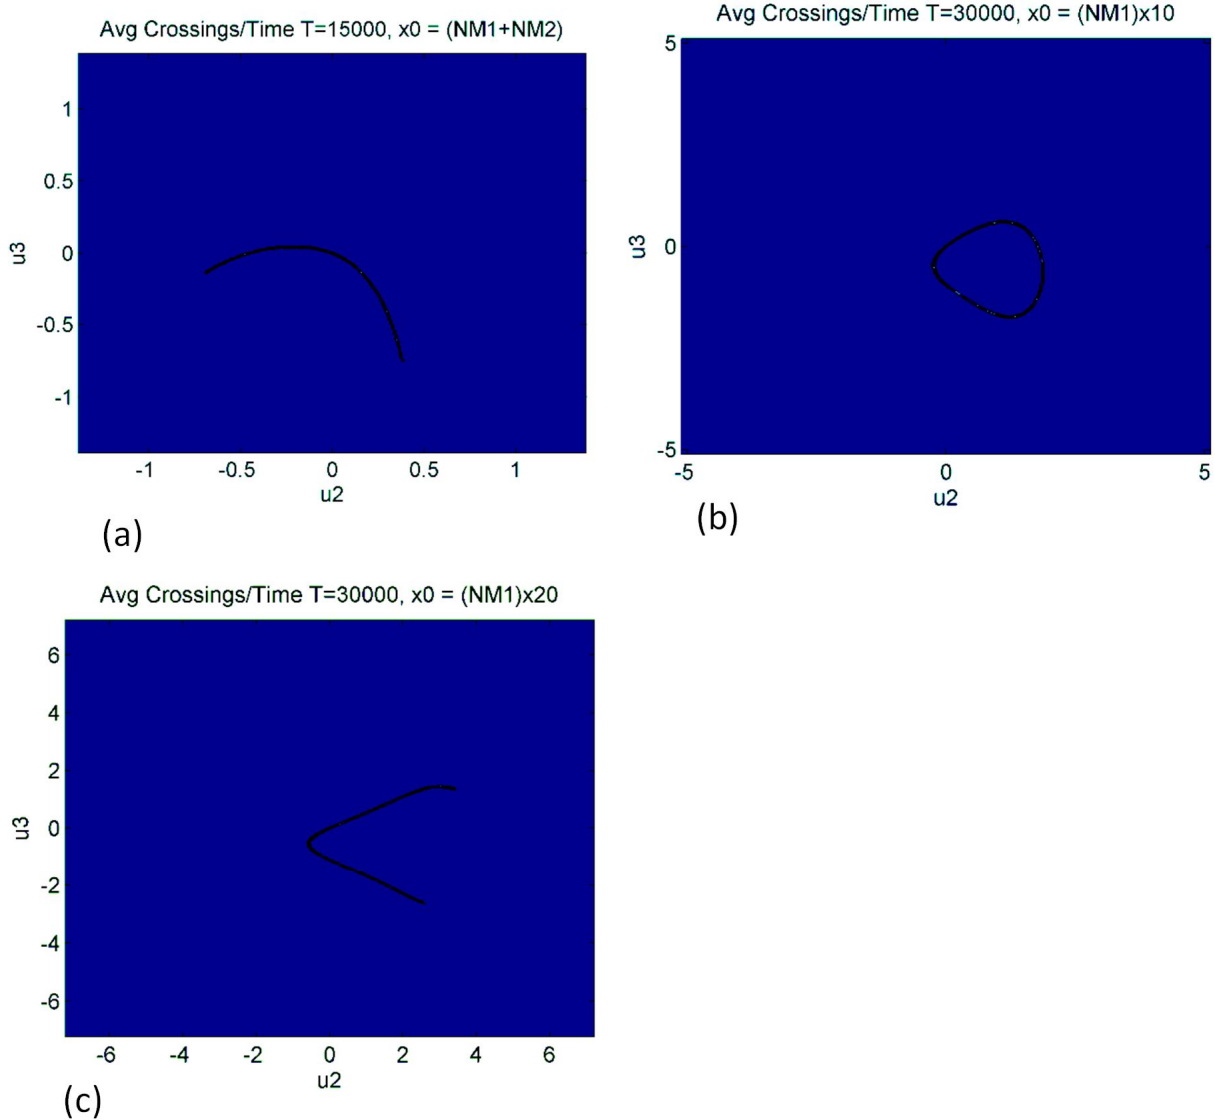 Avg Crossings/Time T=15000, x0 = (NM1+NM2)
1
0.5
0
-0.5
-1
u3
-1 -0.5 0 0.5 1
u2
(a)
Avg Crossings/Time T=30000, x0 = (NM1)x10
5
0
-5
u3
-5 0 5
u2
(b)
Avg Crossings/Time T=30000, x0 = (NM1)x20
6
4
2
0
-2
-4
-6
u3
-6 -4 -2 0 2 4 6
u2
(c)